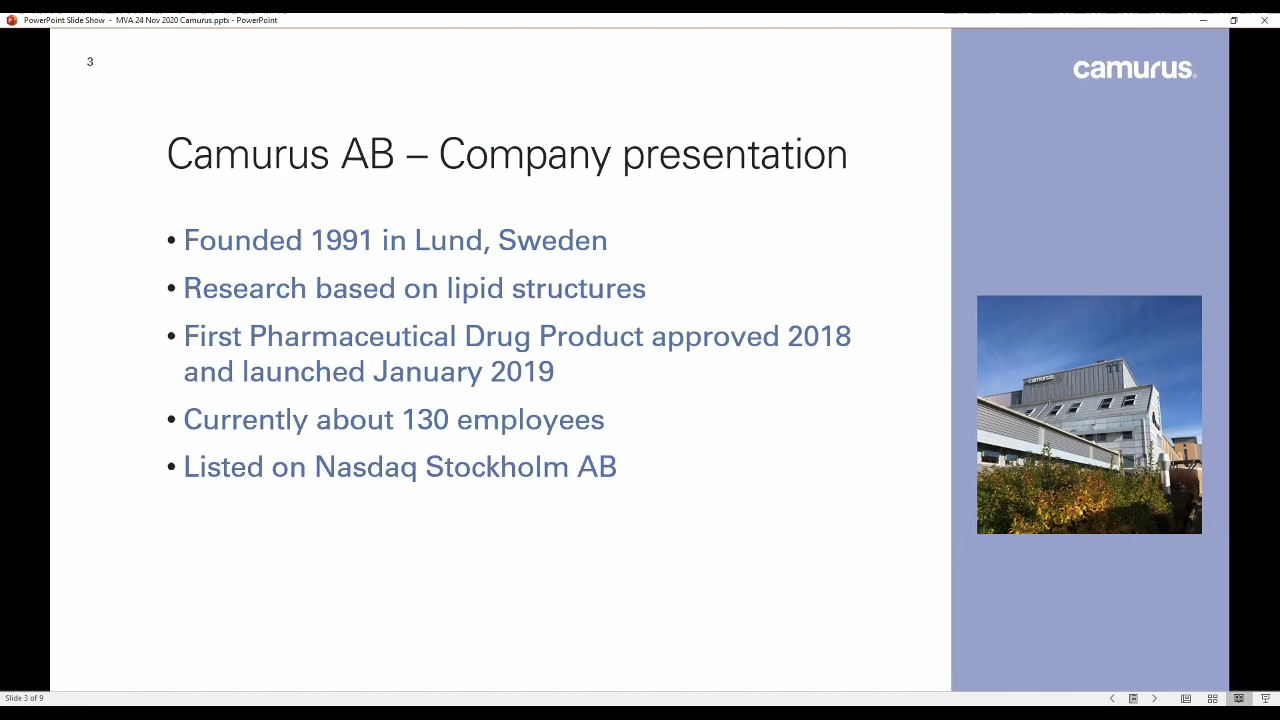 PowerPoint Slide Show - MVA 24 Nov 2020 Camurus.pptx - PowerPoint
3
camurus®
Camurus AB – Company presentation
• Founded 1991 in Lund, Sweden
• Research based on lipid structures
• First Pharmaceutical Drug Product approved 2018
and launched January 2019
• Currently about 130 employees
• Listed on Nasdaq Stockholm AB
camurus
Slide 3 of 9